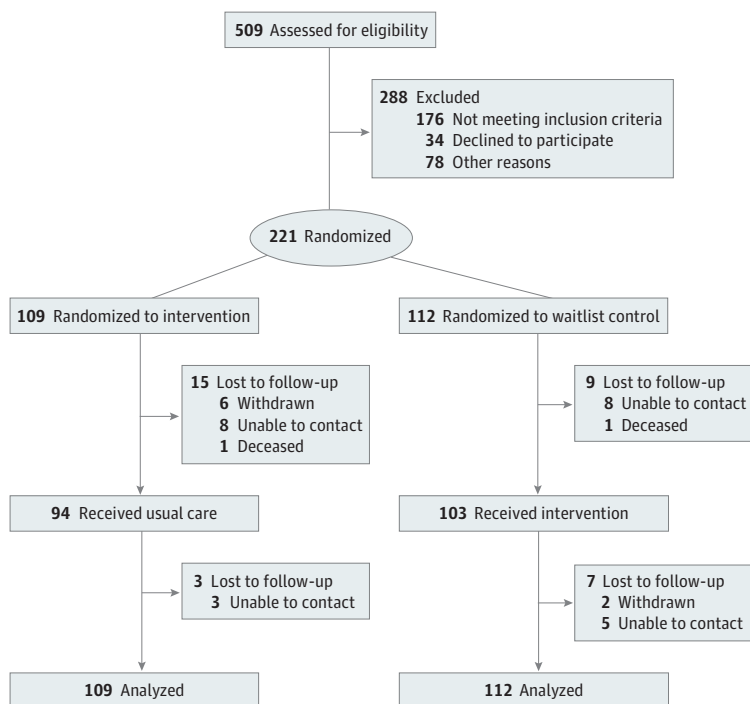 509 Assessed for eligibility
288 Excluded
176 Not meeting inclusion criteria
34 Declined to participate
78 Other reasons
221 Randomized
109 Randomized to intervention
112 Randomized to waitlist control
15 Lost to follow-up
6 Withdrawn
8 Unable to contact
1 Deceased
9 Lost to follow-up
8 Unable to contact
1 Deceased
94 Received usual care
103 Received intervention
3 Lost to follow-up
3 Unable to contact
7 Lost to follow-up
2 Withdrawn
5 Unable to contact
109 Analyzed
112 Analyzed